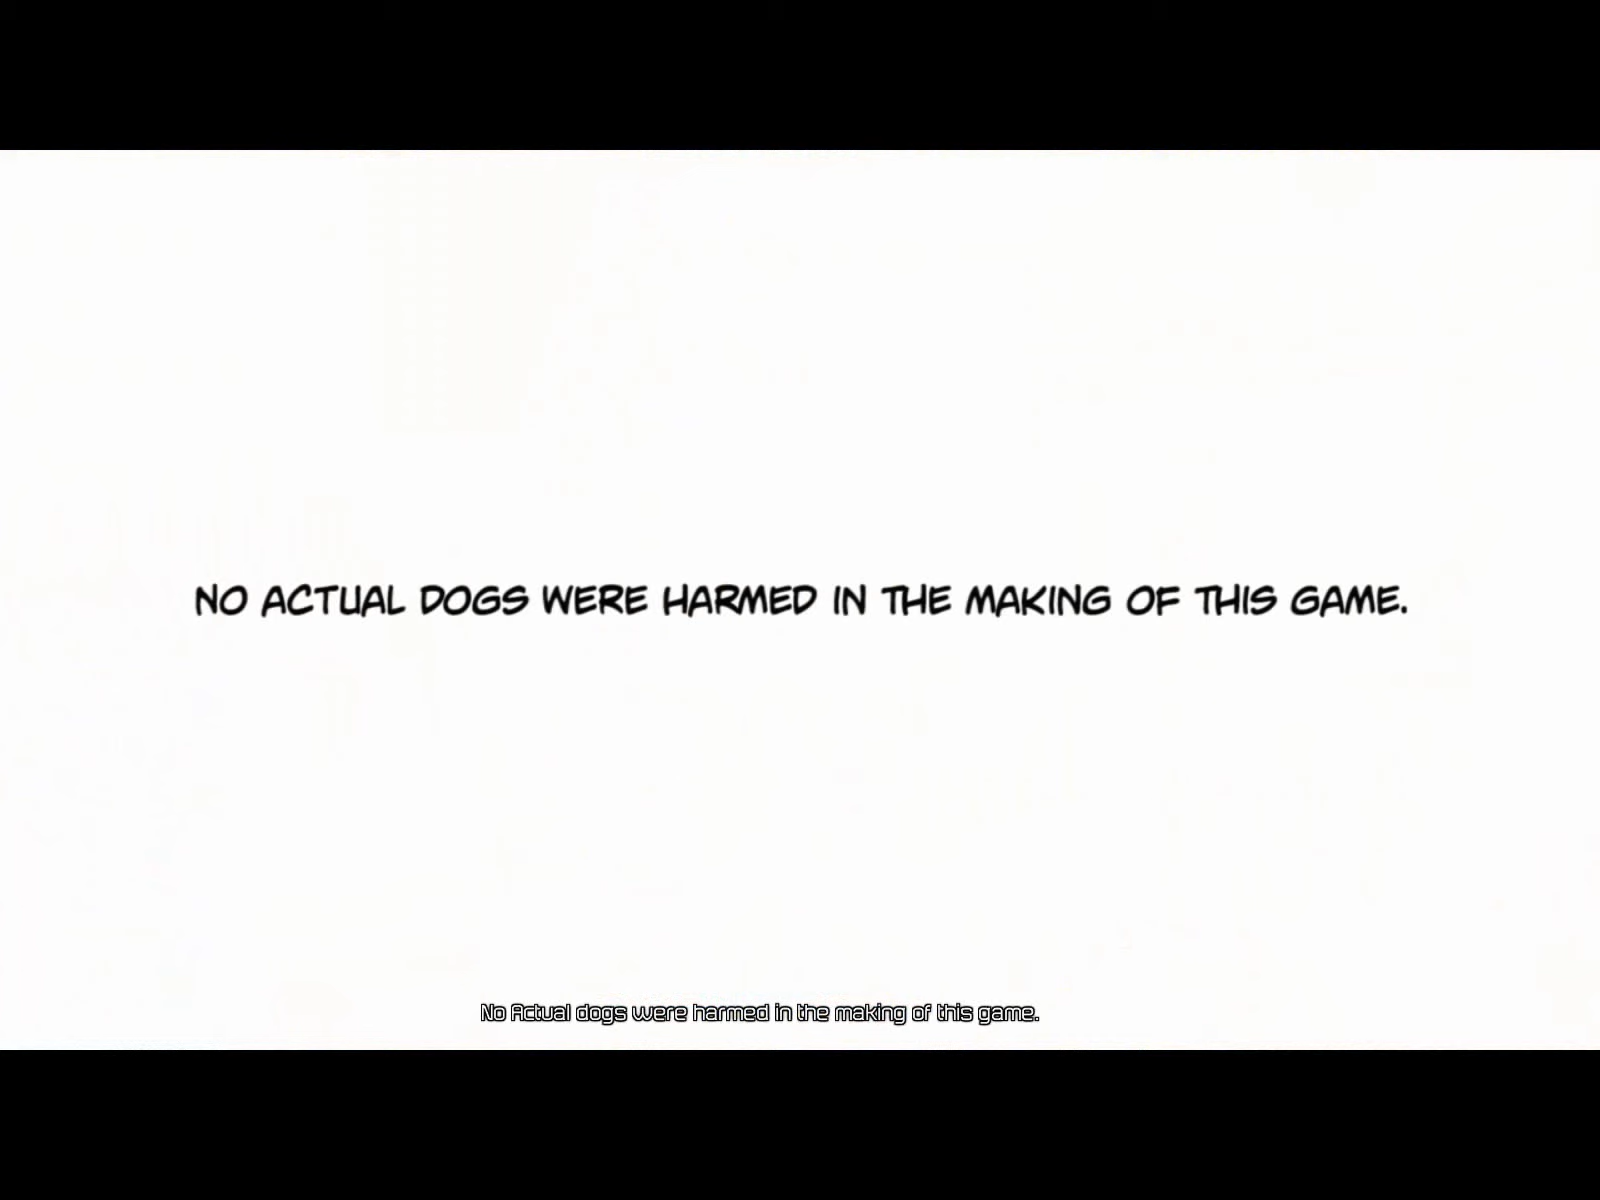 NO ACTUAL DOGS WERE HARMED IN THE MAKING OF THIS GAME.
No Actual dogs were harmed in the making of this game.